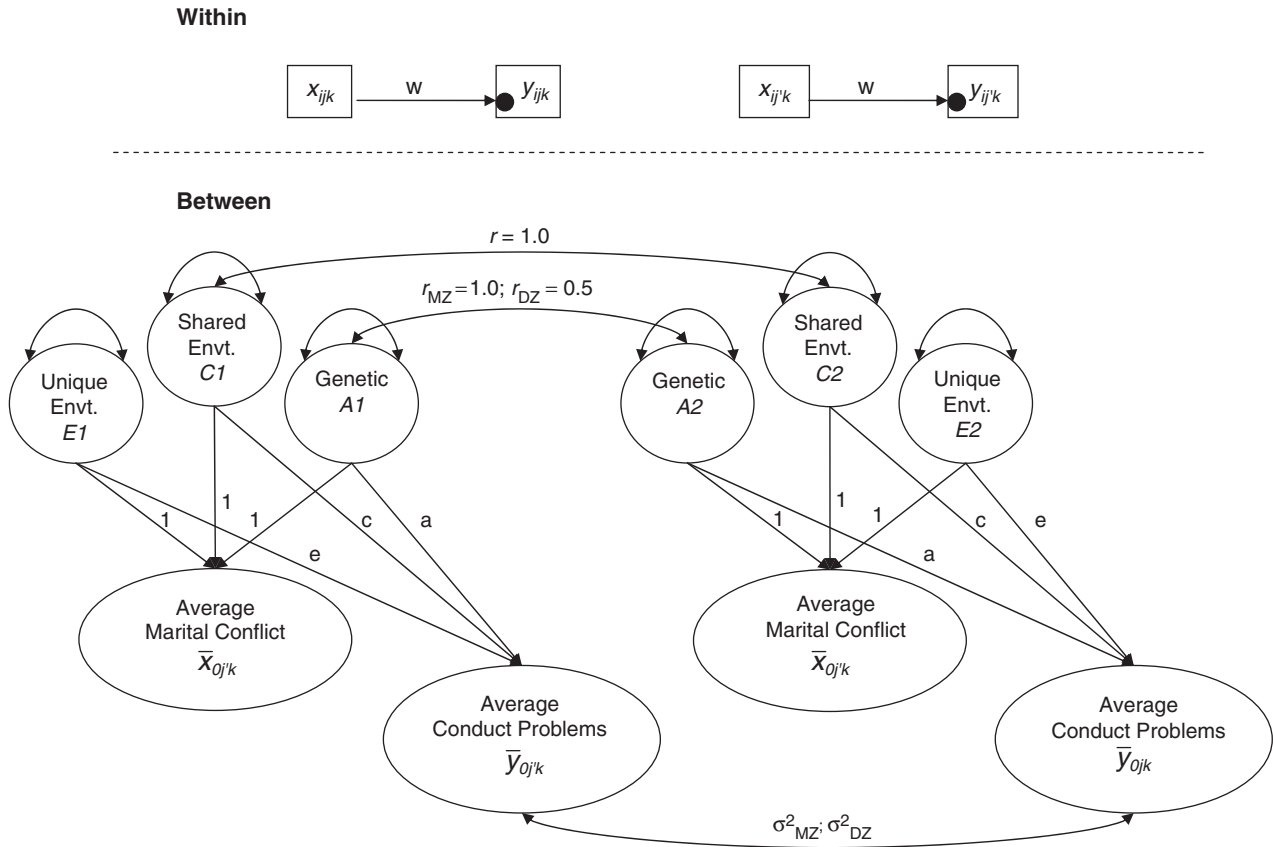 Within
x_ijk
w
y_ijk
x_ij'k
w
y_ij'k
Between
r = 1.0
r_MZ = 1.0; r_DZ = 0.5
Unique
Envt.
E1
Shared
Envt.
C1
Genetic
A1
Genetic
A2
Shared
Envt.
C2
Unique
Envt.
E2
1
1
1
e
c
a
1
1
1
a
c
e
Average
Marital Conflict
x̅_0j'k
Average
Conduct Problems
y̅_0j'k
Average
Marital Conflict
x̅_0j'k
Average
Conduct Problems
y̅_0jk
σ²_MZ; σ²_DZ